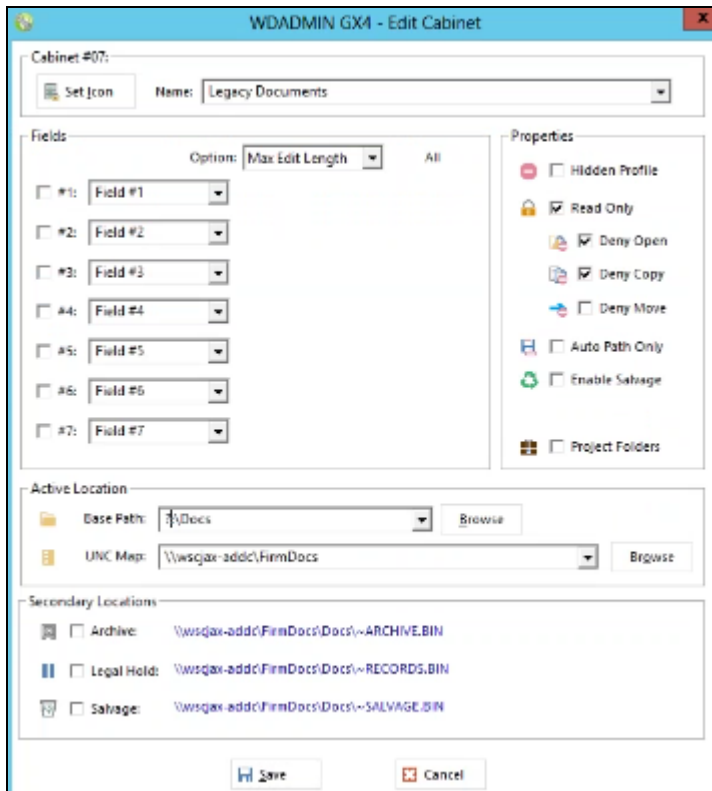 WDADMIN GX4 - Edit Cabinet
Cabinet #07:
Set Icon Name: Legacy Documents
Fields
Option: Max Edit Length All
#1: Field #1
#2: Field #2
#3: Field #3
#4: Field #4
#5: Field #5
#6: Field #6
#7: Field #7
Properties
Hidden Profile
Read Only
Deny Open
Deny Copy
Deny Move
Auto Path Only
Enable Salvage
Project Folders
Active Location
Base Path: ?:\Docs Browse
UNC Map: \\wscjax-addc\FirmDocs Browse
Secondary Locations
Archive: \\wscjax-addc\FirmDocs\Docs\~ARCHIVE.BIN
Legal Hold: \\wscjax-addc\FirmDocs\Docs\~RECORDS.BIN
Salvage: \\wscjax-addc\FirmDocs\Docs\~SALVAGE.BIN
Save Cancel